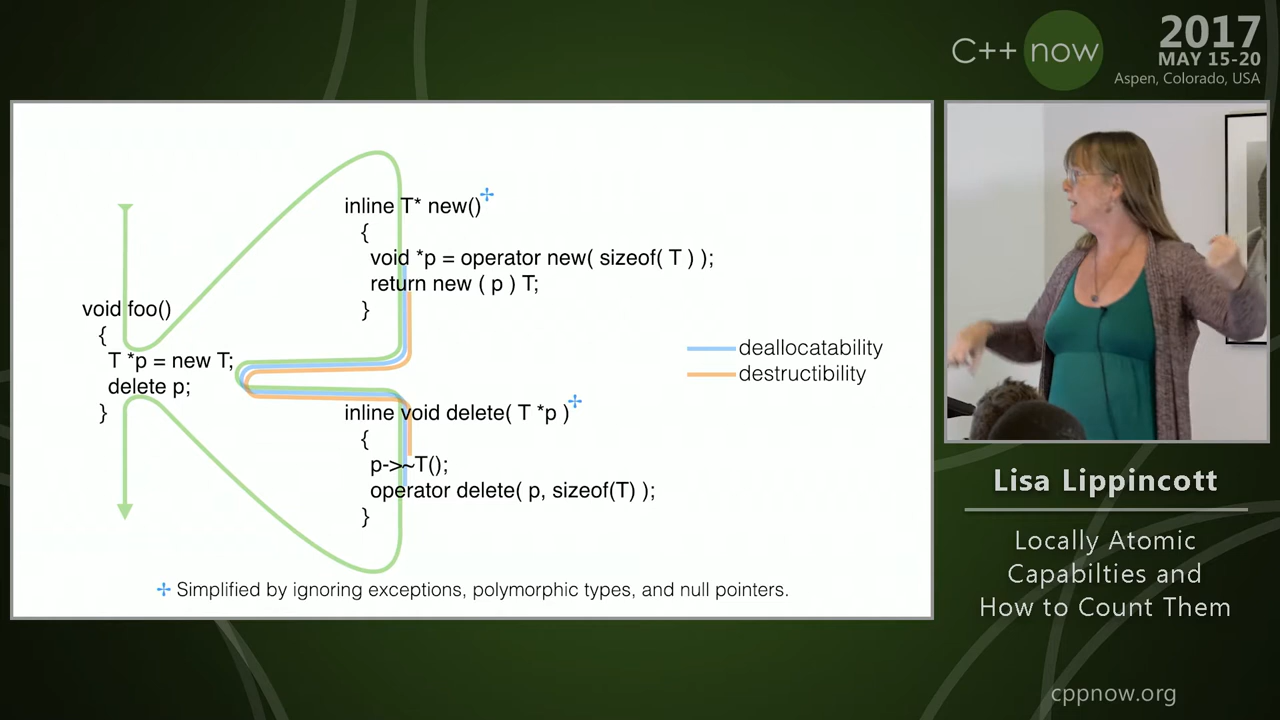 C++ now
2017
MAY 15-20
Aspen, Colorado, USA
inline T* new()✢
{
void *p = operator new( sizeof( T ) );
return new ( p ) T;
}
void foo()
{
T *p = new T;
delete p;
}
deallocatability
destructibility
inline void delete( T *p )✢
{
p->~T();
operator delete( p, sizeof(T) );
}
✢ Simplified by ignoring exceptions, polymorphic types, and null pointers.
Lisa Lippincott
Locally Atomic
Capabilties and
How to Count Them
cppnow.org